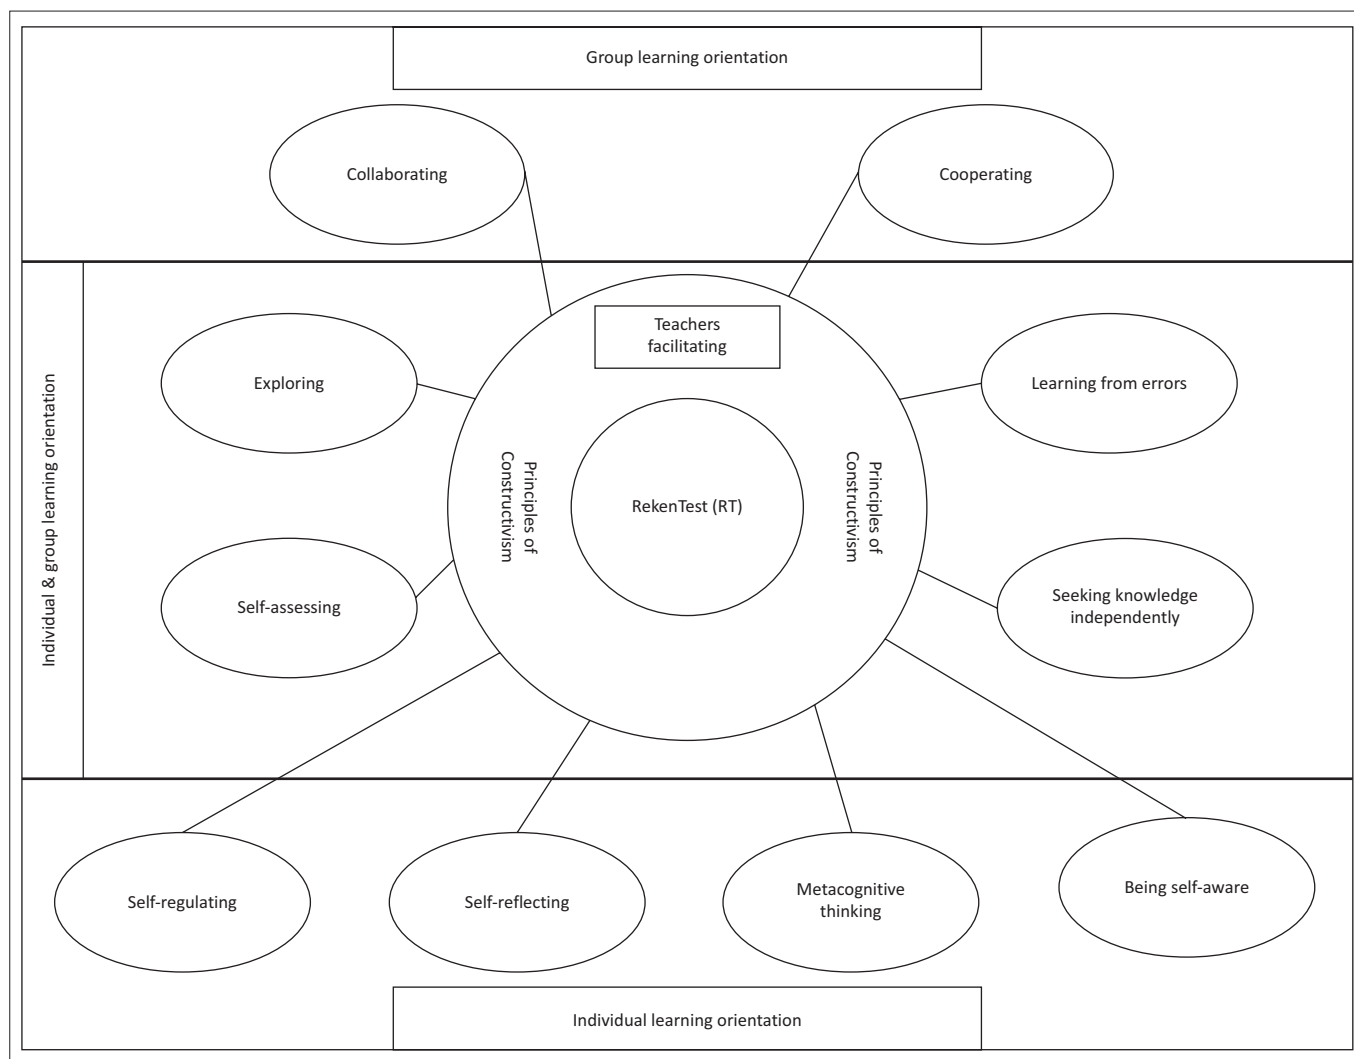 Group learning orientation
Collaborating
Cooperating
Individual & group learning orientation
Teachers
facilitating
Exploring
Learning from errors
Principles of
Constructivism
RekenTest (RT)
Principles of
Constructivism
Self-assessing
Seeking knowledge
independently
Self-regulating
Self-reflecting
Metacognitive
thinking
Being self-aware
Individual learning orientation